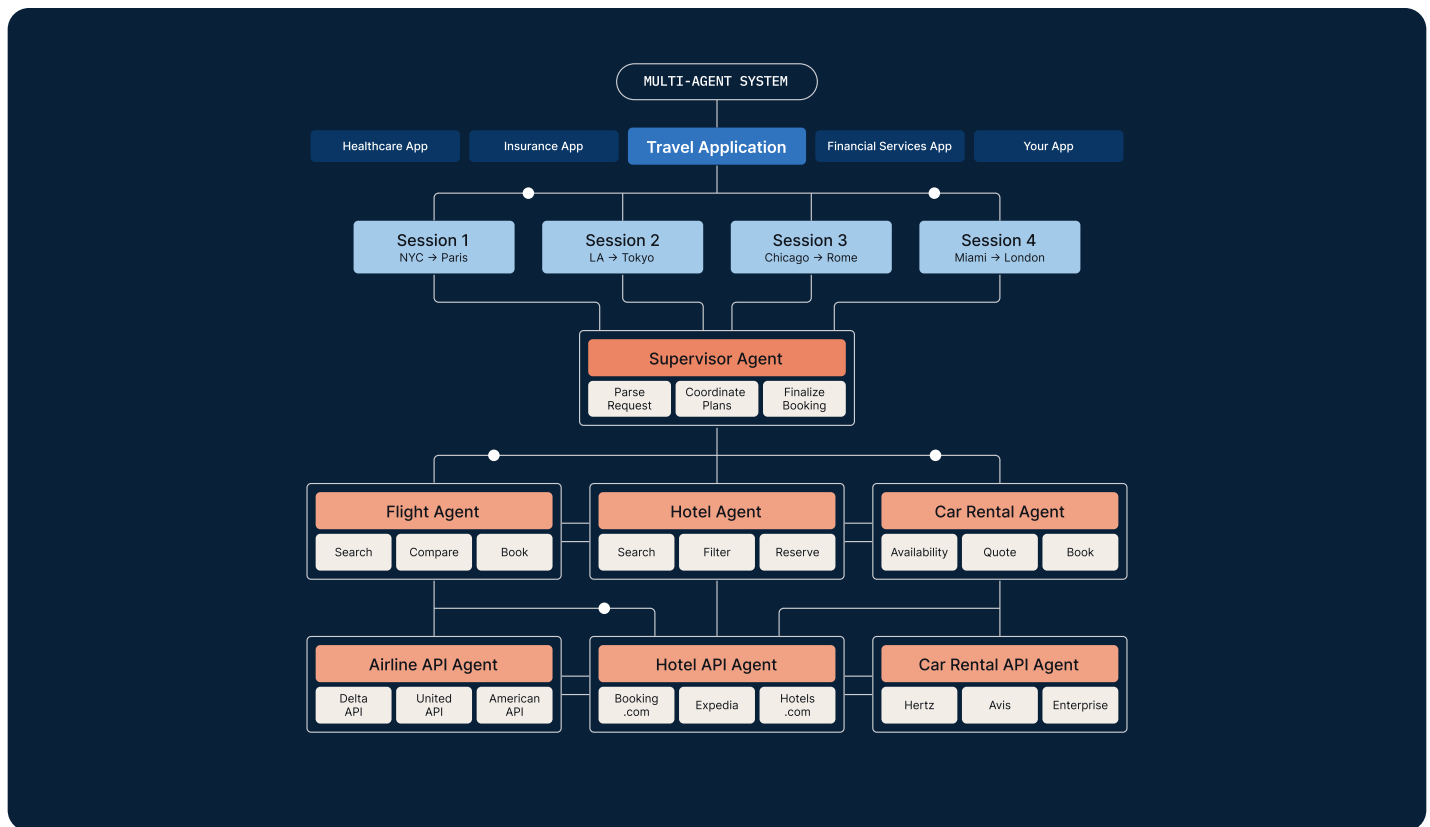 MULTI-AGENT SYSTEM
Healthcare App
Insurance App
Travel Application
Financial Services App
Your App
Session 1
NYC → Paris
Session 2
LA → Tokyo
Session 3
Chicago → Rome
Session 4
Miami → London
Supervisor Agent
Parse
Request
Coordinate
Plans
Finalize
Booking
Flight Agent
Search
Compare
Book
Hotel Agent
Search
Filter
Reserve
Car Rental Agent
Availability
Quote
Book
Airline API Agent
Delta
API
United
API
American
API
Hotel API Agent
Booking
.com
Expedia
Hotels
.com
Car Rental API Agent
Hertz
Avis
Enterprise